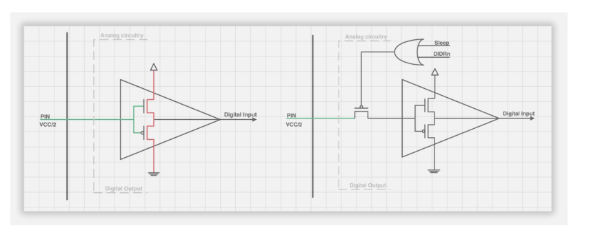 Analog circuitry
PIN
VCC/2
Digital Input
Digital Output
Analog circuitry
Sleep
DIDRn
PIN
VCC/2
Digital Input
Digital Output